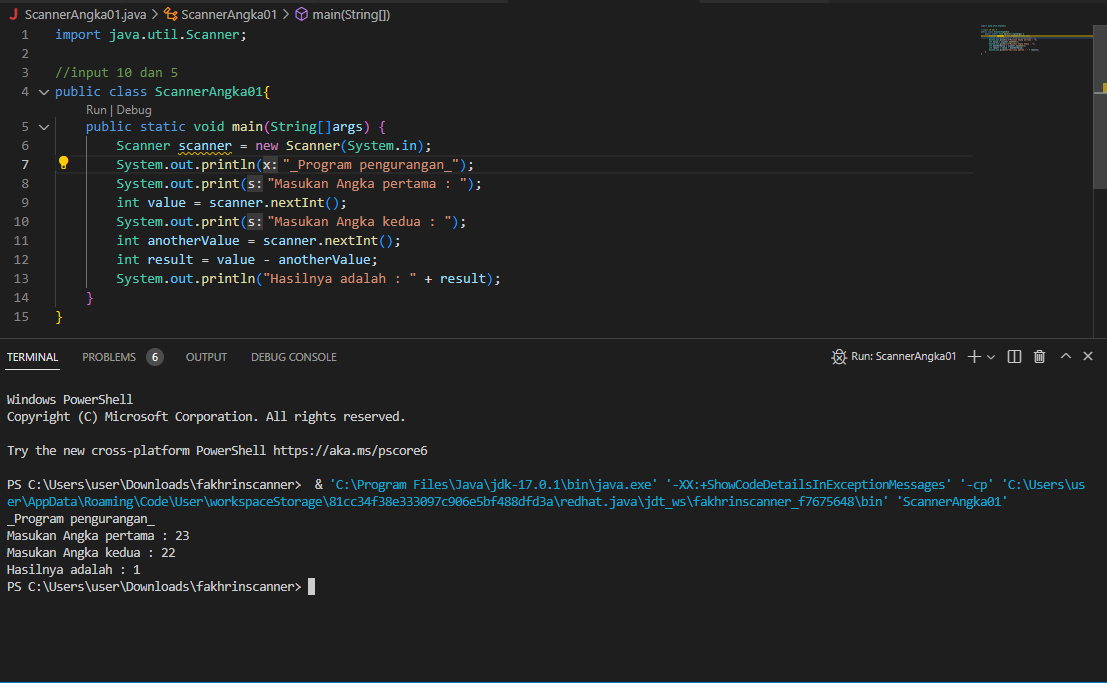 J ScannerAngka01.java > ScannerAngka01 > main(String[])
1 import java.util.Scanner;
2
3 //input 10 dan 5
4 public class ScannerAngka01{
Run | Debug
5 public static void main(String[]args) {
6 Scanner scanner = new Scanner(System.in);
7 System.out.println(x: "_Program pengurangan_");
8 System.out.print(s: "Masukan Angka pertama : ");
9 int value = scanner.nextInt();
10 System.out.print(s: "Masukan Angka kedua : ");
11 int anotherValue = scanner.nextInt();
12 int result = value - anotherValue;
13 System.out.println("Hasilnya adalah : " + result);
14 }
15 }
TERMINAL PROBLEMS 6 OUTPUT DEBUG CONSOLE Run: ScannerAngka01
Windows PowerShell
Copyright (C) Microsoft Corporation. All rights reserved.
Try the new cross-platform PowerShell https://aka.ms/pscore6
PS C:\Users\user\Downloads\fakhrinscanner> & 'C:\Program Files\Java\jdk-17.0.1\bin\java.exe' '-XX:+ShowCodeDetailsInExceptionMessages' '-cp' 'C:\Users\us
er\AppData\Roaming\Code\User\workspaceStorage\81cc34f38e333097c906e5bf488dfd3a\redhat.java\jdt_ws\fakhrinscanner_f7675648\bin' 'ScannerAngka01'
_Program pengurangan_
Masukan Angka pertama : 23
Masukan Angka kedua : 22
Hasilnya adalah : 1
PS C:\Users\user\Downloads\fakhrinscanner>